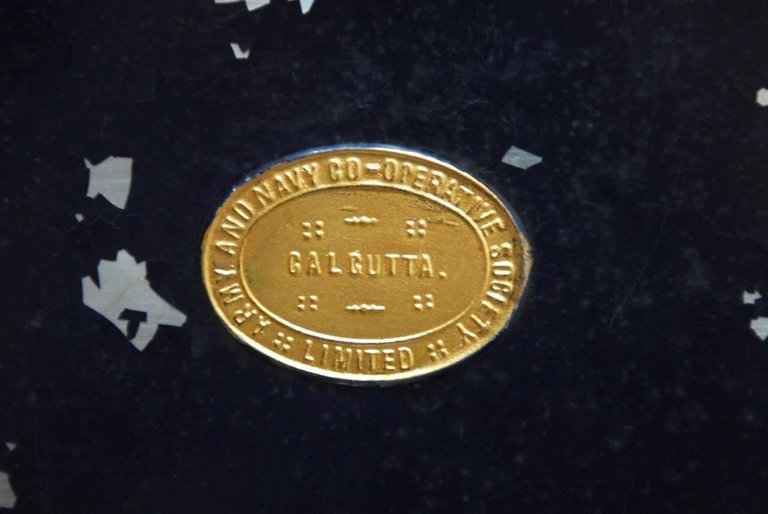 ARMY AND NAVY CO-OPERATIVE SOCIETY
CALCUTTA.
LIMITED